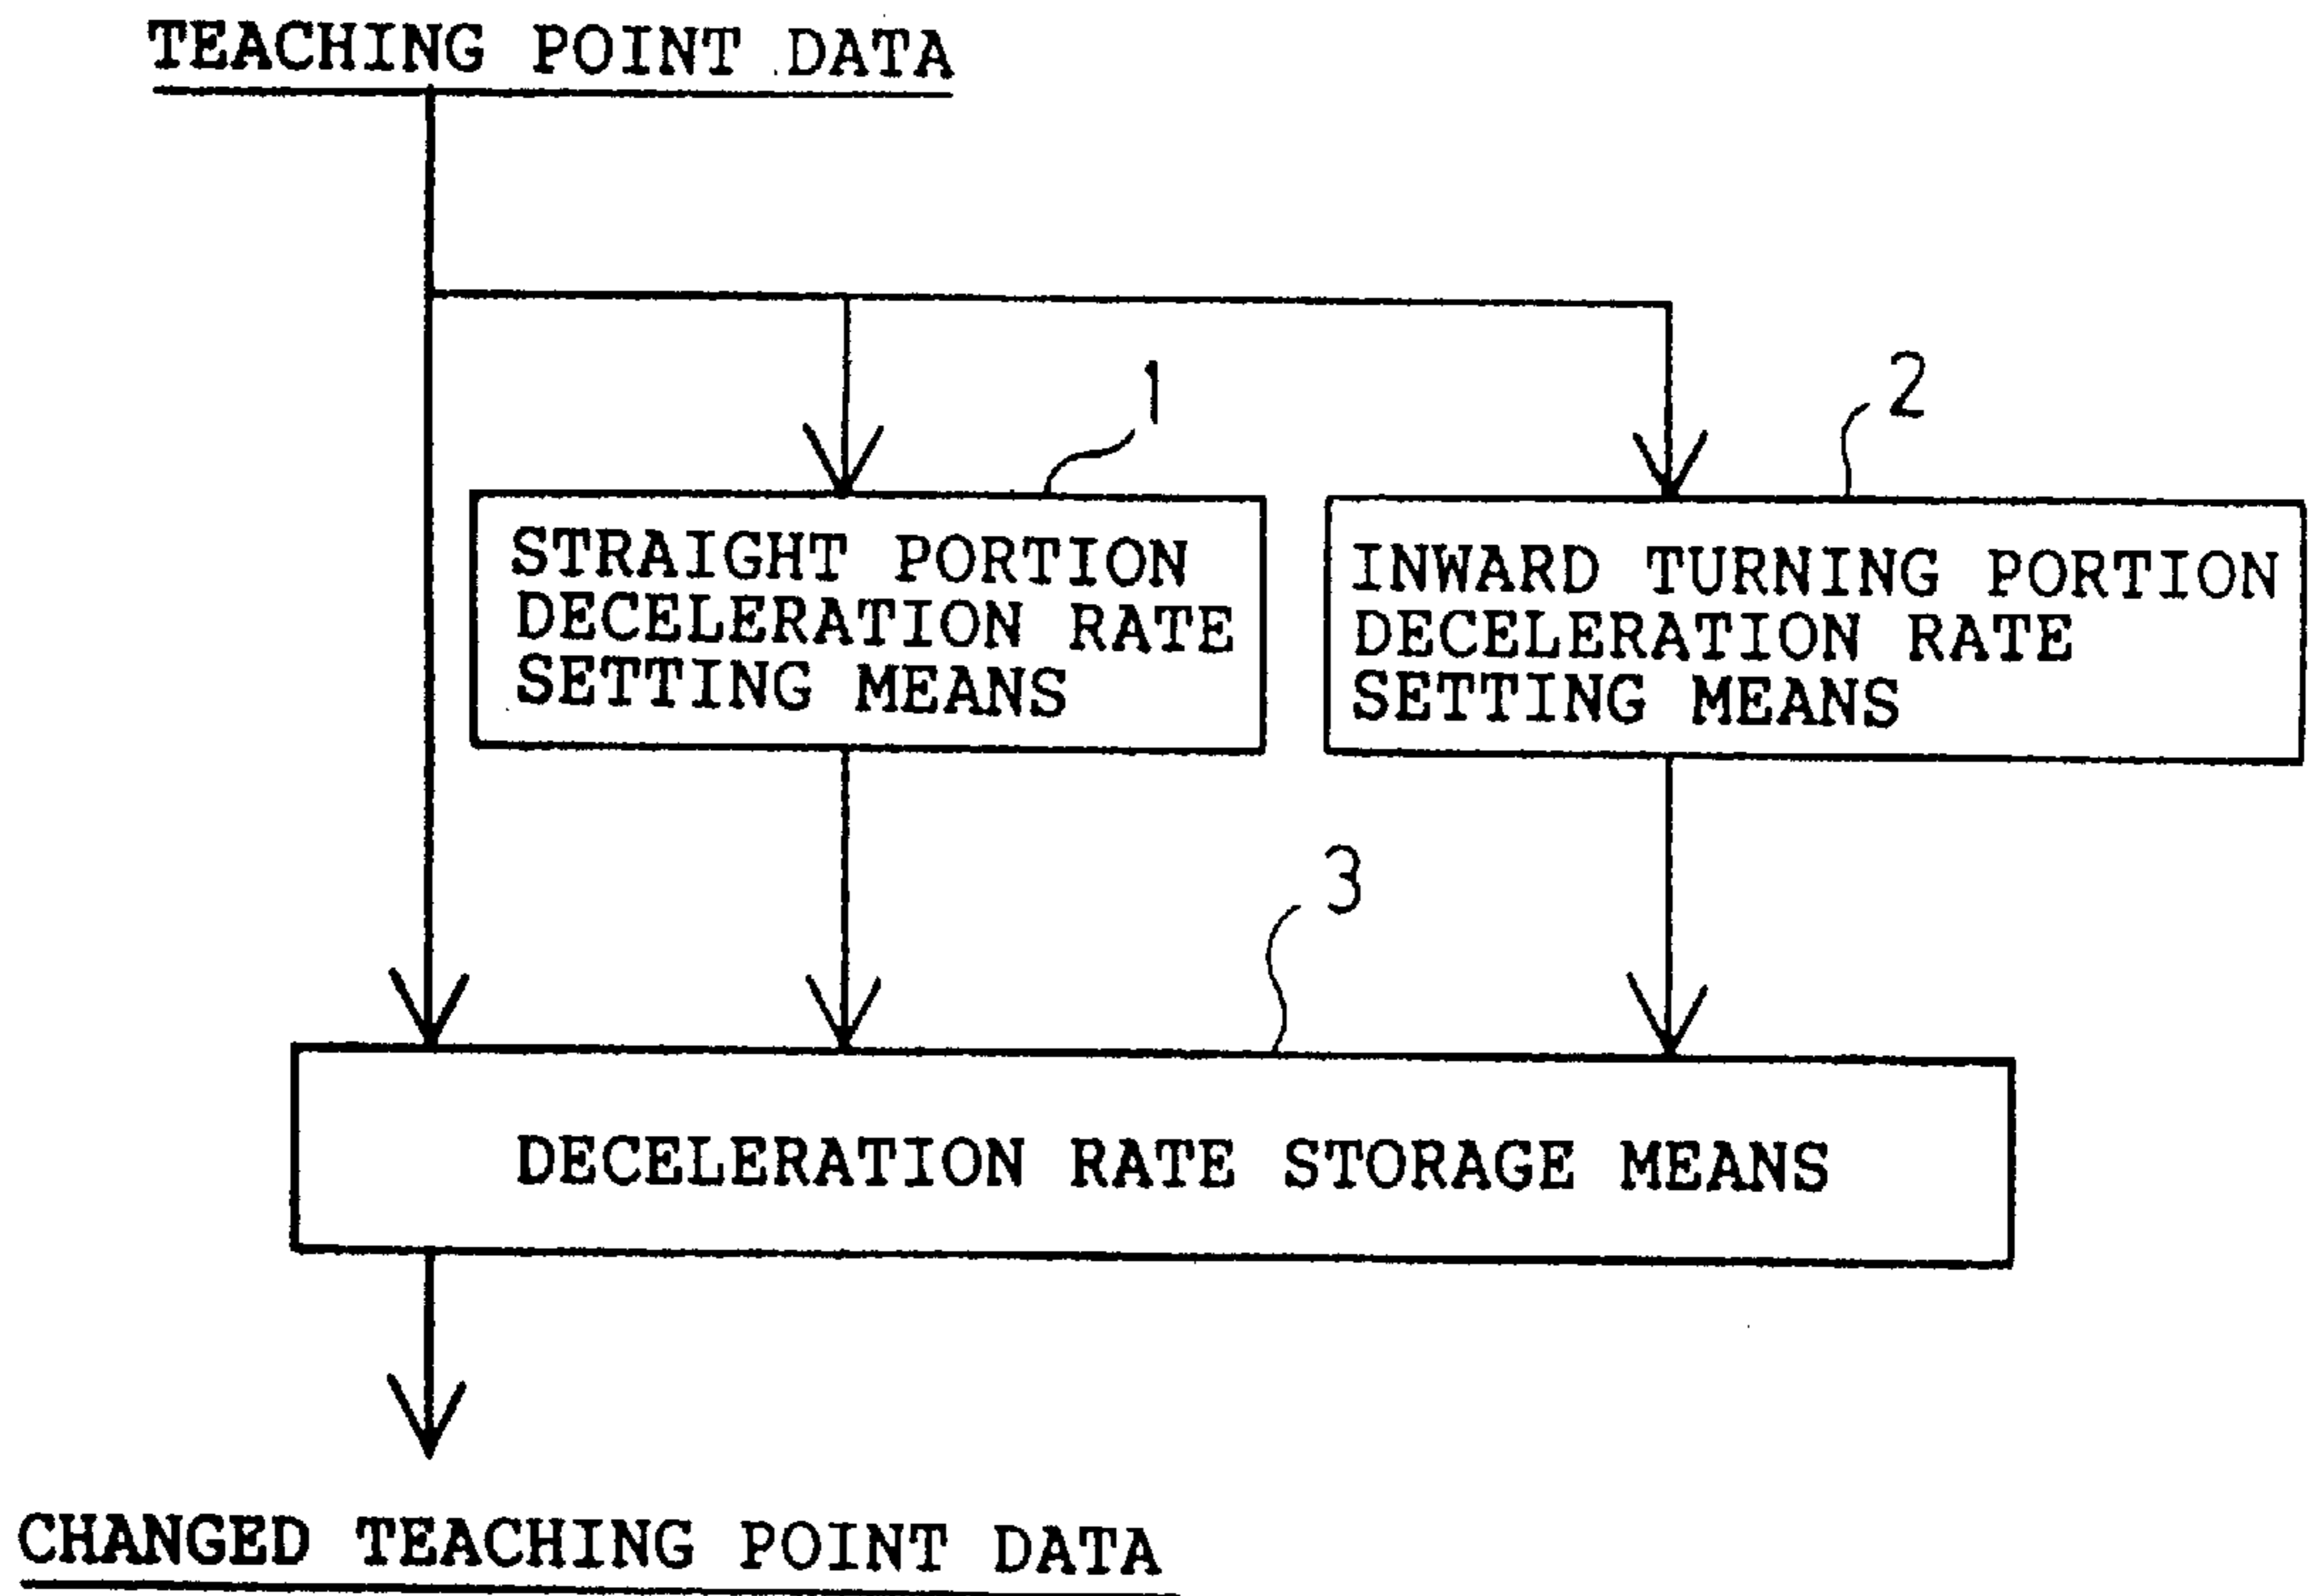 TEACHING POINT DATA
1
2
STRAIGHT PORTION
DECELERATION RATE
SETTING MEANS
INWARD TURNING PORTION
DECELERATION RATE
SETTING MEANS
3
DECELERATION RATE STORAGE MEANS
CHANGED TEACHING POINT DATA